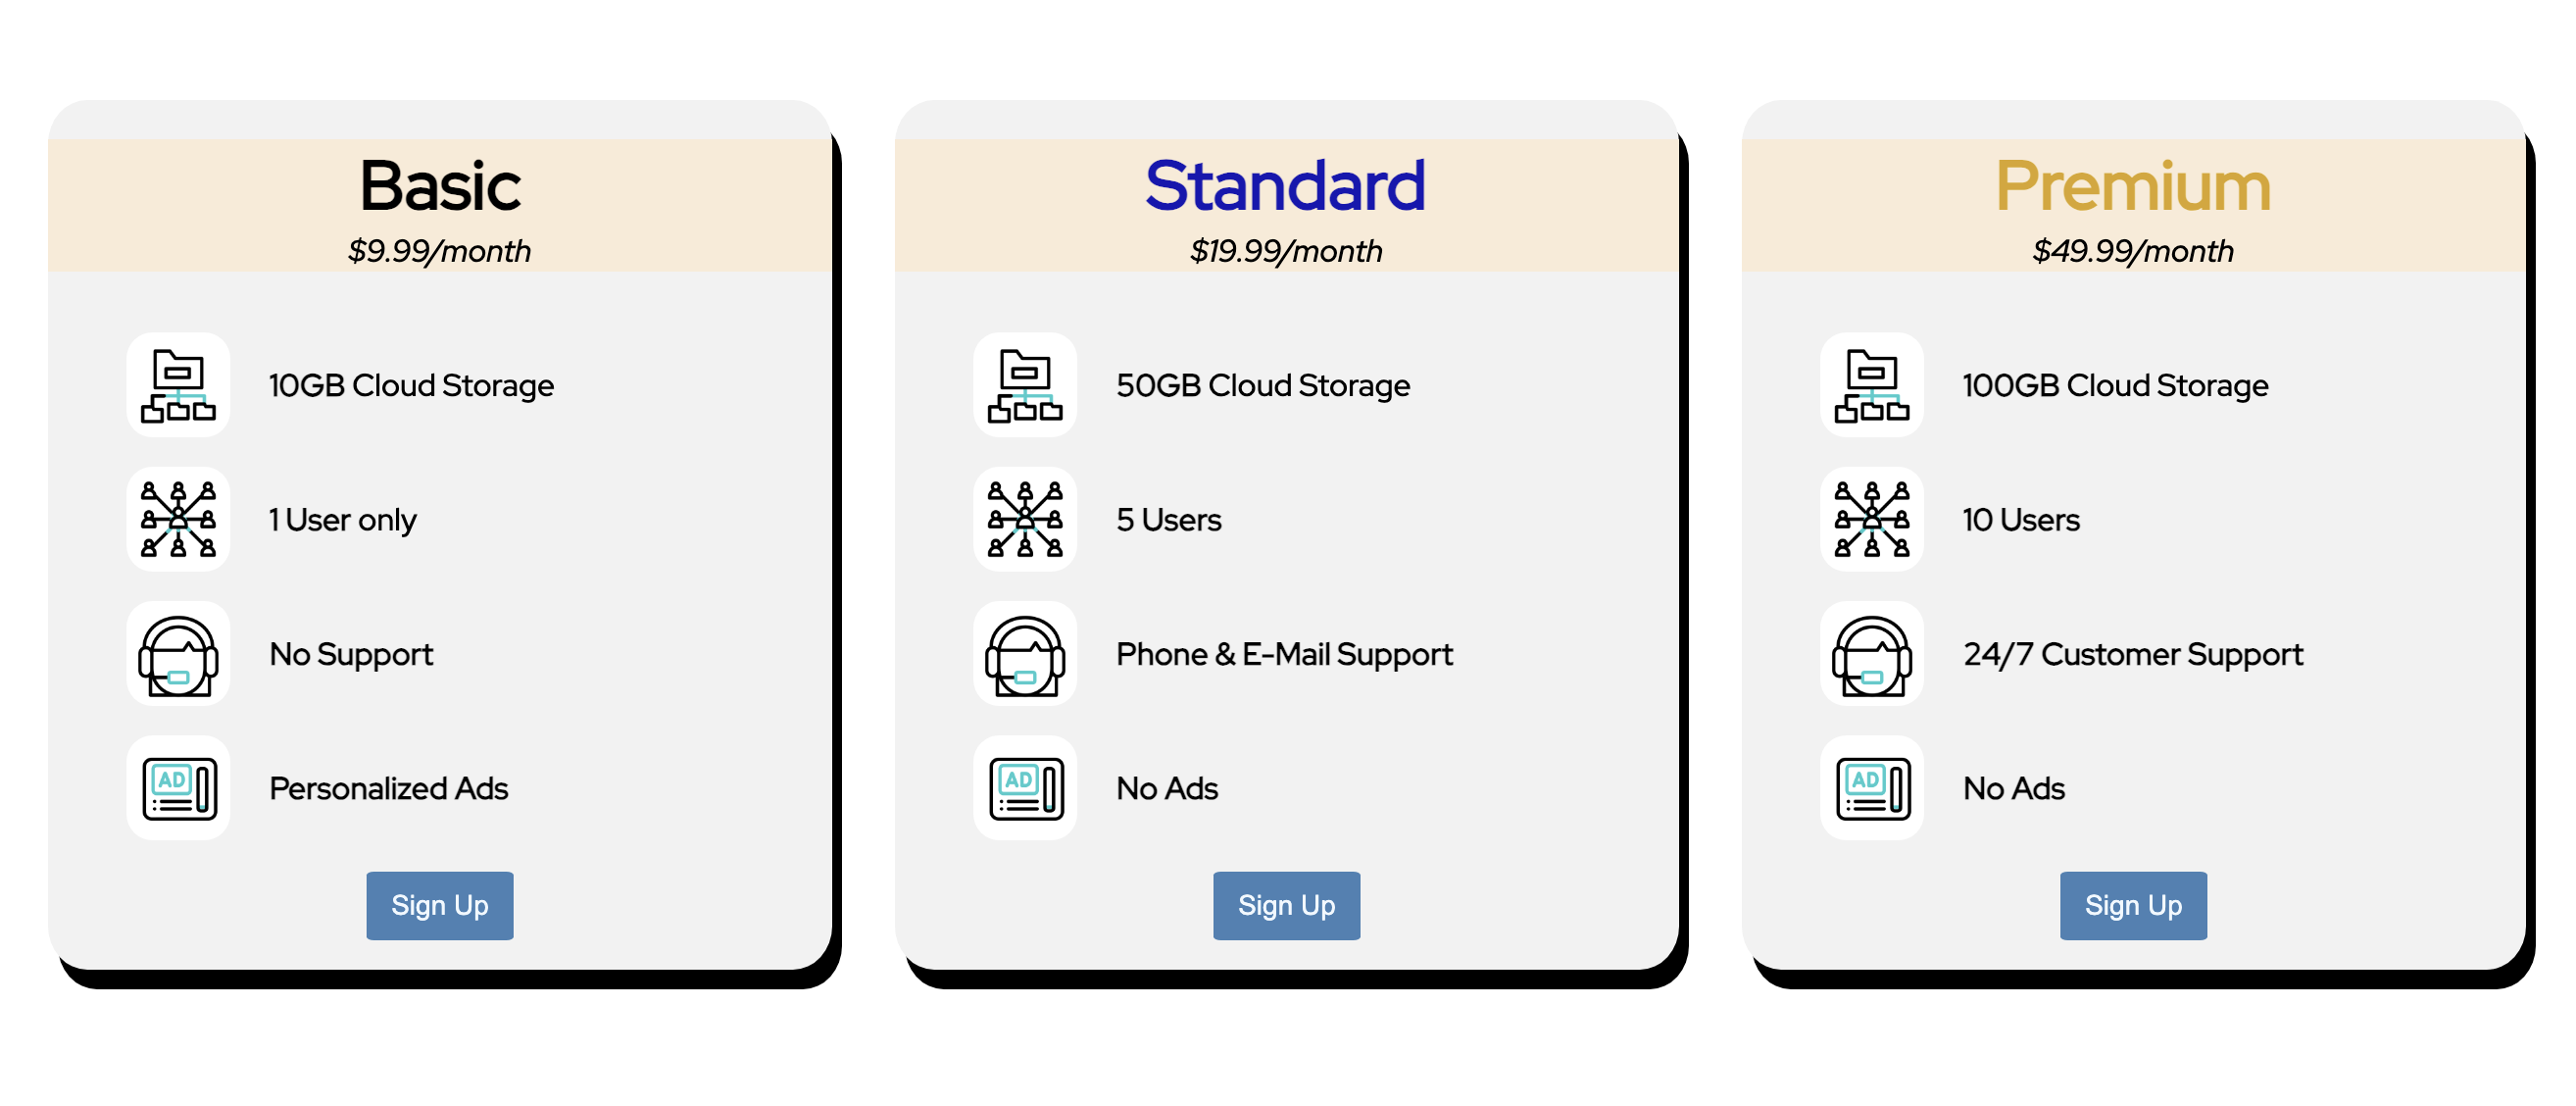 Basic
$9.99/month
10GB Cloud Storage
1 User only
No Support
AD
Personalized Ads
Sign Up
Standard
$19.99/month
50GB Cloud Storage
5 Users
Phone & E-Mail Support
AD
No Ads
Sign Up
Premium
$49.99/month
100GB Cloud Storage
10 Users
24/7 Customer Support
AD
No Ads
Sign Up